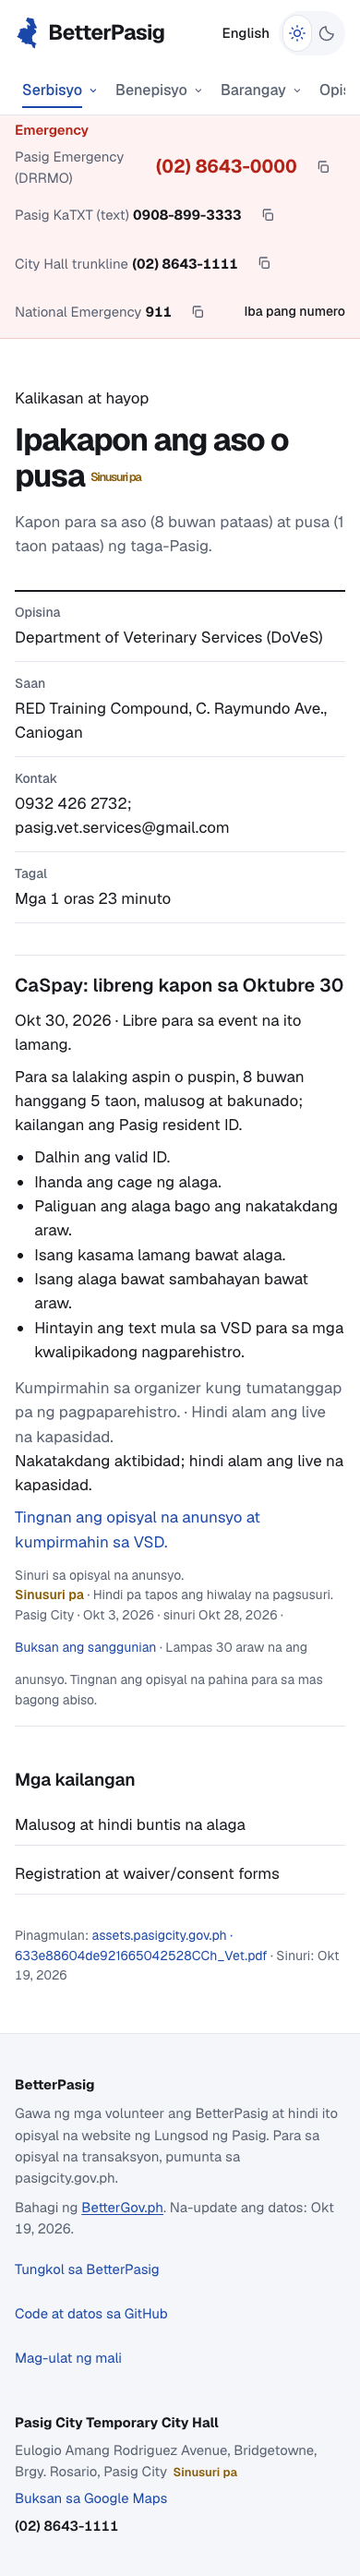 BetterPasig
English
Serbisyo
Benepisyo
Barangay
Opis
Emergency
Pasig Emergency
(DRRMO)
(02) 8643-0000
Pasig KaTXT (text) 0908-899-3333
City Hall trunkline (02) 8643-1111
National Emergency 911
Iba pang numero
Kalikasan at hayop
Ipakapon ang aso o
pusa Sinusuri pa
Kapon para sa aso (8 buwan pataas) at pusa (1
taon pataas) ng taga-Pasig.
Opisina
Department of Veterinary Services (DoVeS)
Saan
RED Training Compound, C. Raymundo Ave.,
Caniogan
Kontak
0932 426 2732;
pasig.vet.services@gmail.com
Tagal
Mga 1 oras 23 minuto
CaSpay: libreng kapon sa Oktubre 30
Okt 30, 2026 · Libre para sa event na ito
lamang.
Para sa lalaking aspin o puspin, 8 buwan
hanggang 5 taon, malusog at bakunado;
kailangan ang Pasig resident ID.
• Dalhin ang valid ID.
• Ihanda ang cage ng alaga.
• Paliguan ang alaga bago ang nakatakdang
araw.
• Isang kasama lamang bawat alaga.
• Isang alaga bawat sambahayan bawat
araw.
• Hintayin ang text mula sa VSD para sa mga
kwalipikadong nagparehistro.
Kumpirmahin sa organizer kung tumatanggap
pa ng pagpaparehistro. · Hindi alam ang live
na kapasidad.
Nakatakdang aktibidad; hindi alam ang live na
kapasidad.
Tingnan ang opisyal na anunsyo at
kumpirmahin sa VSD.
Sinuri sa opisyal na anunsyo.
Sinusuri pa · Hindi pa tapos ang hiwalay na pagsusuri.
Pasig City · Okt 3, 2026 · sinuri Okt 28, 2026 ·
Buksan ang sanggunian · Lampas 30 araw na ang
anunsyo. Tingnan ang opisyal na pahina para sa mas
bagong abiso.
Mga kailangan
Malusog at hindi buntis na alaga
Registration at waiver/consent forms
Pinagmulan: assets.pasigcity.gov.ph ·
633e88604de921665042528CCh_Vet.pdf · Sinuri: Okt
19, 2026
BetterPasig
Gawa ng mga volunteer ang BetterPasig at hindi ito
opisyal na website ng Lungsod ng Pasig. Para sa
opisyal na transaksyon, pumunta sa
pasigcity.gov.ph.
Bahagi ng BetterGov.ph. Na-update ang datos: Okt
19, 2026.
Tungkol sa BetterPasig
Code at datos sa GitHub
Mag-ulat ng mali
Pasig City Temporary City Hall
Eulogio Amang Rodriguez Avenue, Bridgetowne,
Brgy. Rosario, Pasig City Sinusuri pa
Buksan sa Google Maps
(02) 8643-1111